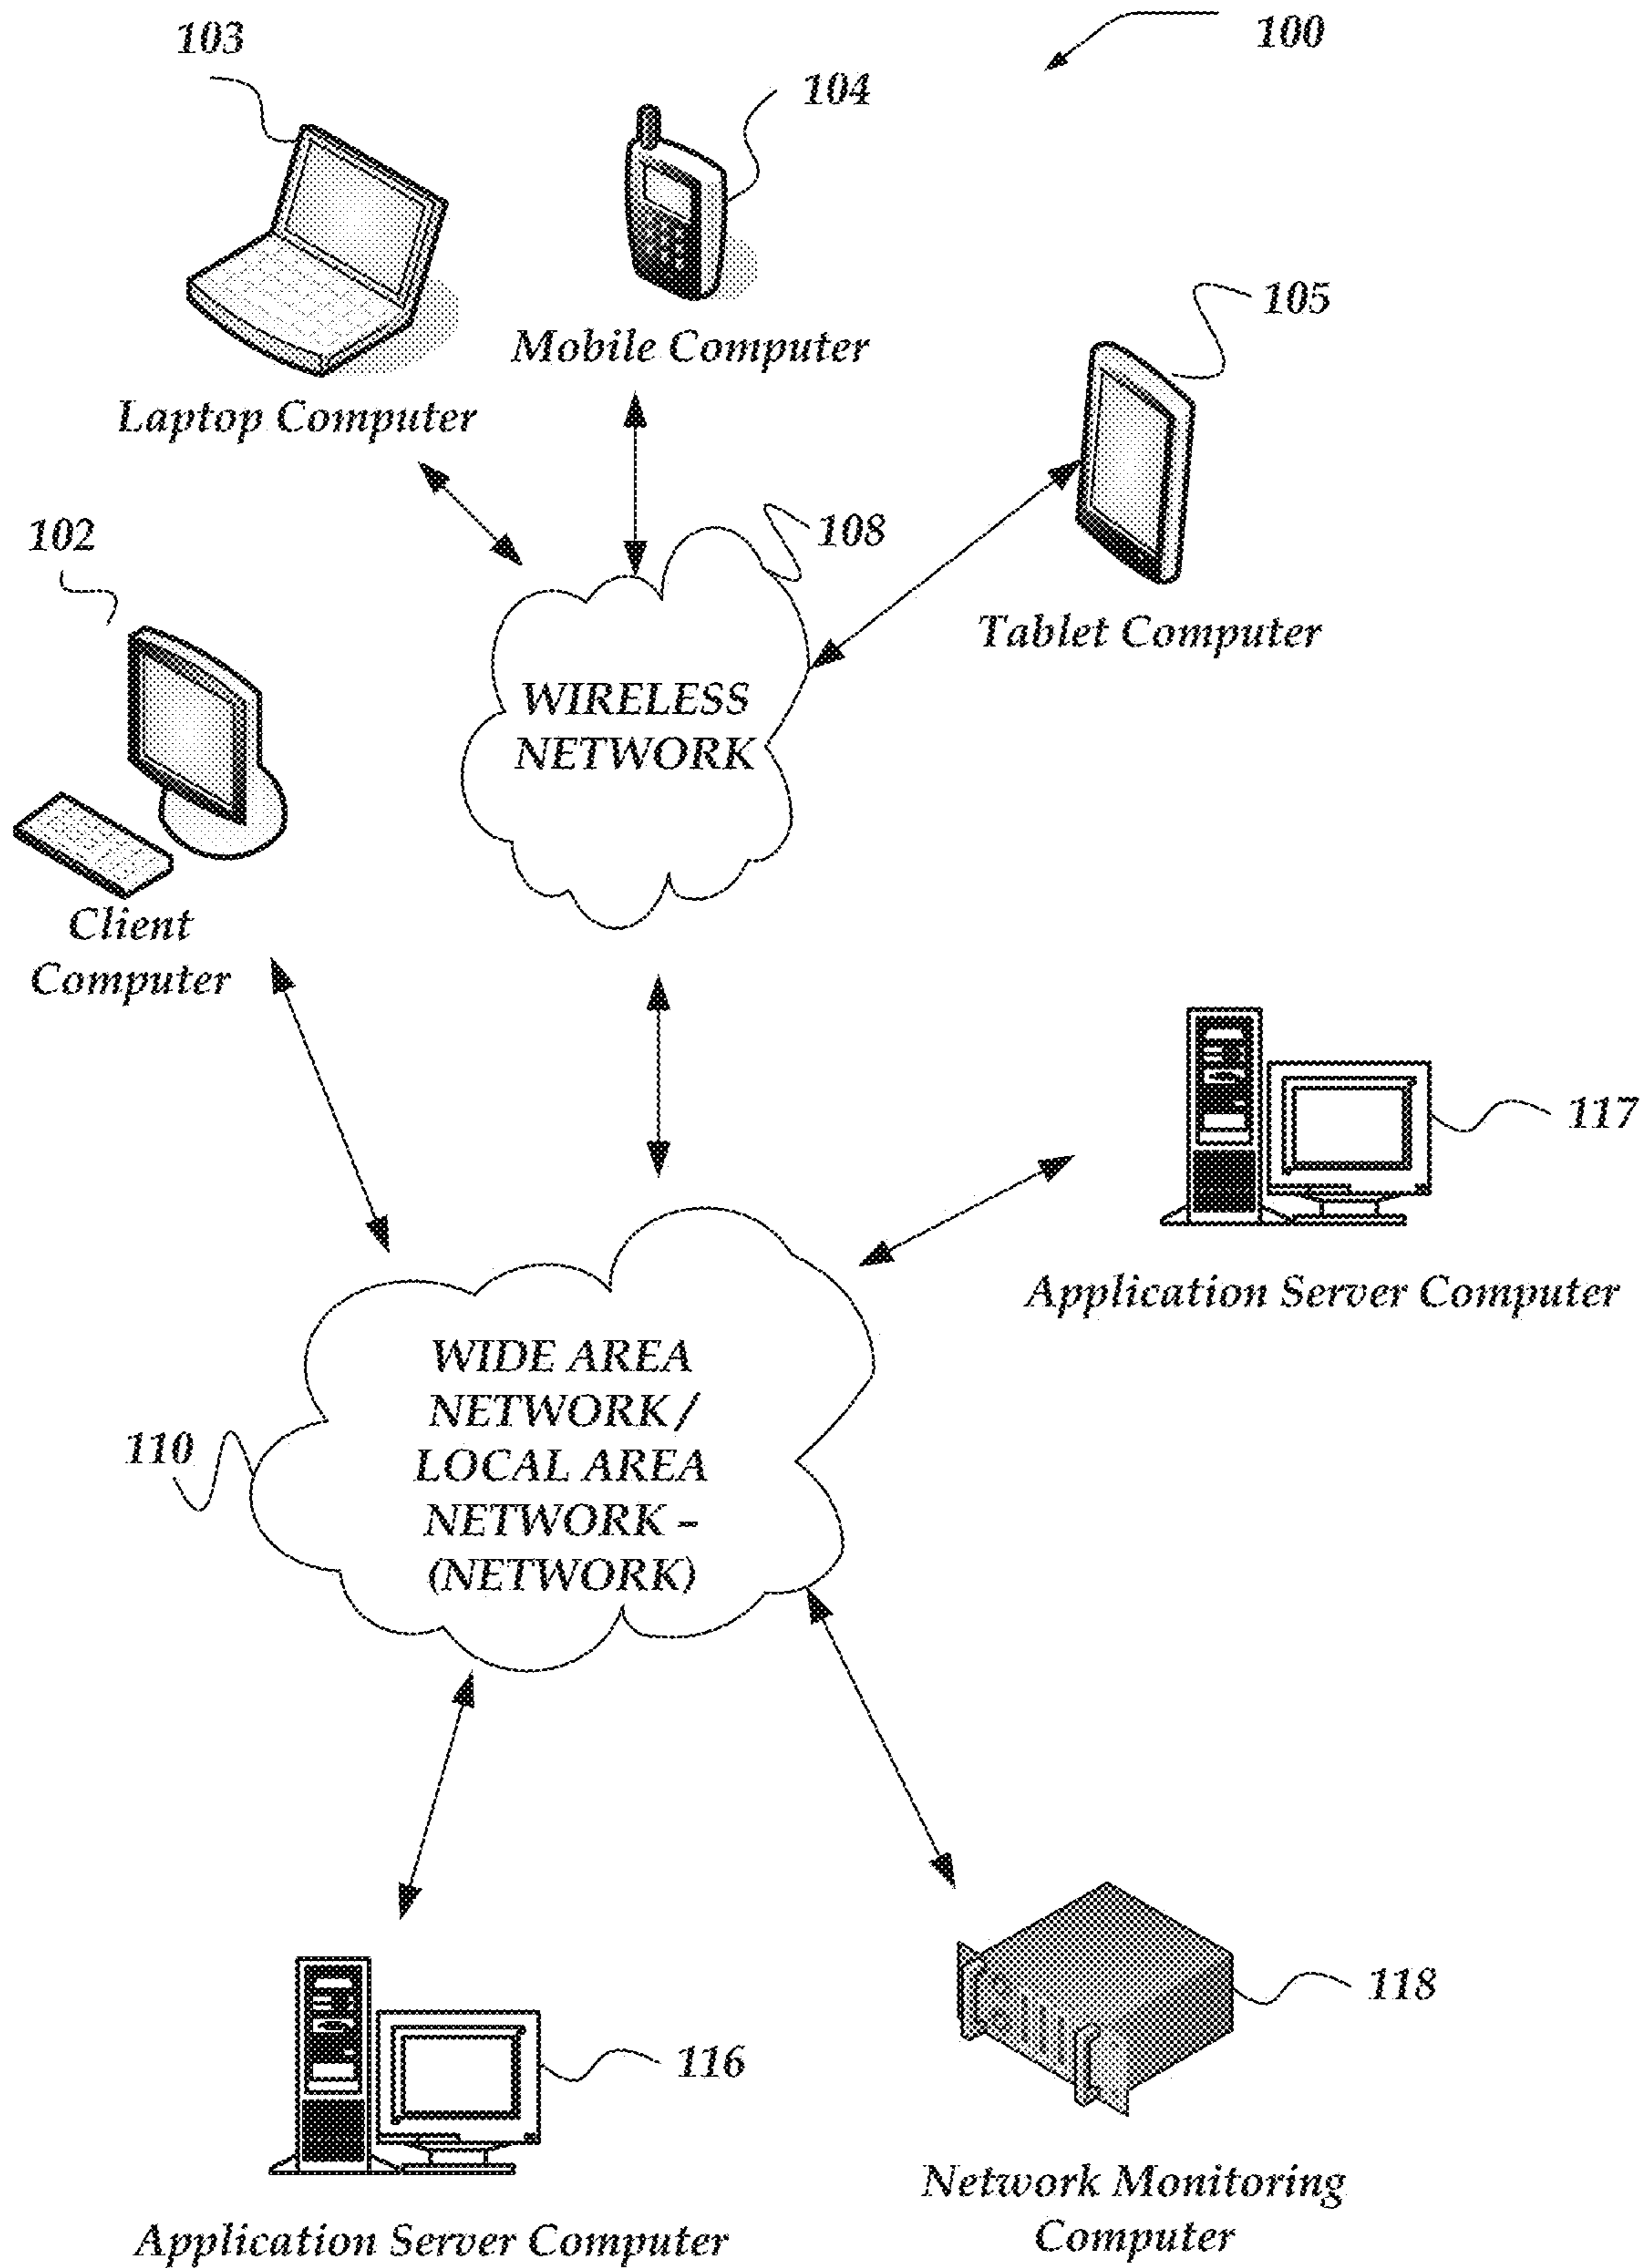 100
103
104
Mobile Computer
105
Laptop Computer
Tablet Computer
102
108
WIRELESS
NETWORK
Client
Computer
117
Application Server Computer
110
WIDE AREA
NETWORK /
LOCAL AREA
NETWORK –
(NETWORK)
116
Application Server Computer
118
Network Monitoring
Computer